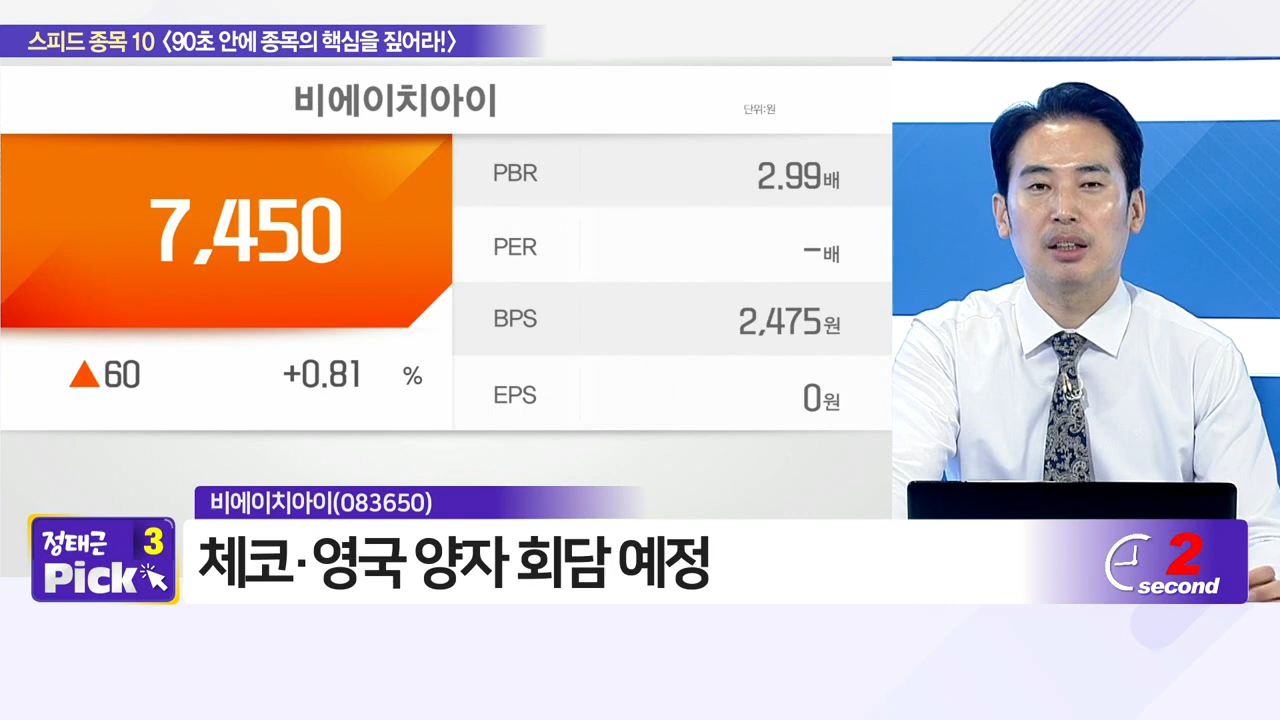 스피드 종목 10 〈90초 안에 종목의 핵심을 짚어라!〉
비에이치아이
단위:원
7,450
▲60 +0.81 %
PBR 2.99배
PER -배
BPS 2,475원
EPS 0원
비에이치아이(083650)
정태근 3
Pick
체코·영국 양자 회담 예정
2
second